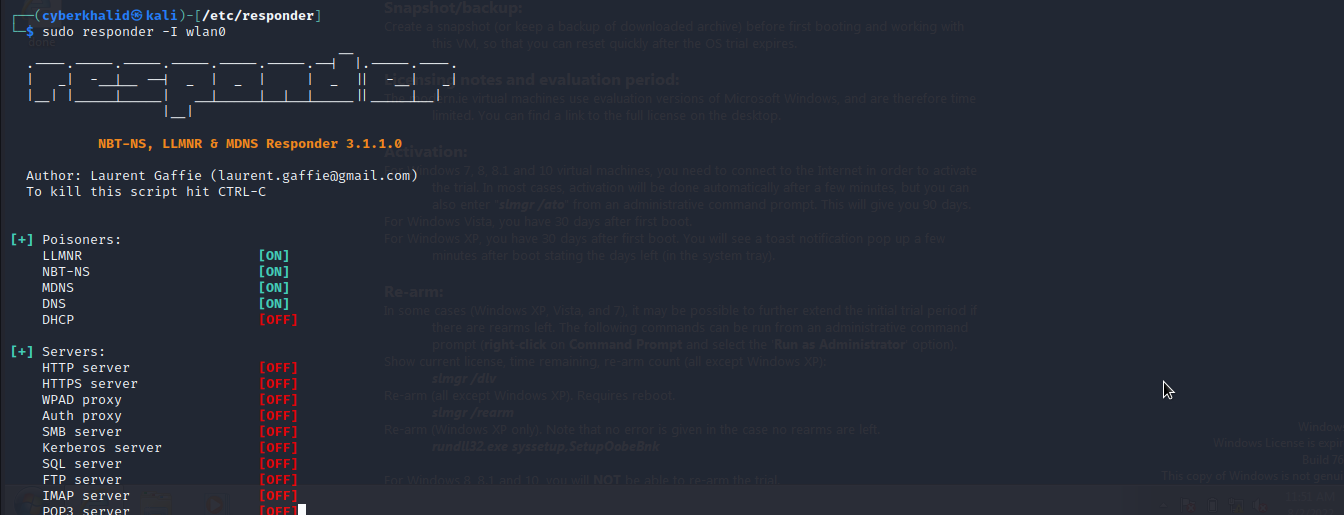 ┌──(cyberkhalid㉿kali)-[/etc/responder]
└─$ sudo responder -I wlan0
NBT-NS, LLMNR & MDNS Responder 3.1.1.0
Author: Laurent Gaffie (laurent.gaffie@gmail.com)
To kill this script hit CTRL-C
[+] Poisoners:
LLMNR [ON]
NBT-NS [ON]
MDNS [ON]
DNS [ON]
DHCP [OFF]
[+] Servers:
HTTP server [OFF]
HTTPS server [OFF]
WPAD proxy [OFF]
Auth proxy [OFF]
SMB server [OFF]
Kerberos server [OFF]
SQL server [OFF]
FTP server [OFF]
IMAP server [OFF]
POP3 server [OFF]
Snapshot/backup:
Create a snapshot (or keep a backup of downloaded archive) before first booting and working with
this VM, so that you can reset quickly after the OS trial expires.
Licensing notes and evaluation period:
virtual machines use evaluation versions of Microsoft Windows, and are therefore time
limited. You can find a link to the full license on the desktop.
Activation:
Windows 7, 8, 8.1 and 10 virtual machines, you need to connect to the Internet in order to activate
the trial. In most cases, activation will be done automatically after a few minutes, but you can
also enter "slmgr /ato" from an administrative command prompt. This will give you 90 days.
For Windows Vista, you have 30 days after first boot.
For Windows XP, you have 30 days after first boot. You will see a toast notification pop up a few
minutes after boot stating the days left (in the system tray).
Re-arm:
In some cases (Windows XP, Vista, and 7), it may be possible to further extend the initial trial period if
there are rearms left. The following commands can be run from an administrative command
prompt (right-click on Command Prompt and select the 'Run as Administrator' option).
Show current license, time remaining, re-arm count (all except Windows XP):
slmgr /dlv
Re-arm (all except Windows XP). Requires reboot.
slmgr /rearm
Re-arm (Windows XP only). Note that no error is given in the case no rearms are left.
rundll32.exe syssetup,SetupOobeBnk
For Windows 8, 8.1 and 10, you will NOT be able to re-arm the trial.
Windows
Windows License is
Build 76
This copy of Windows is not